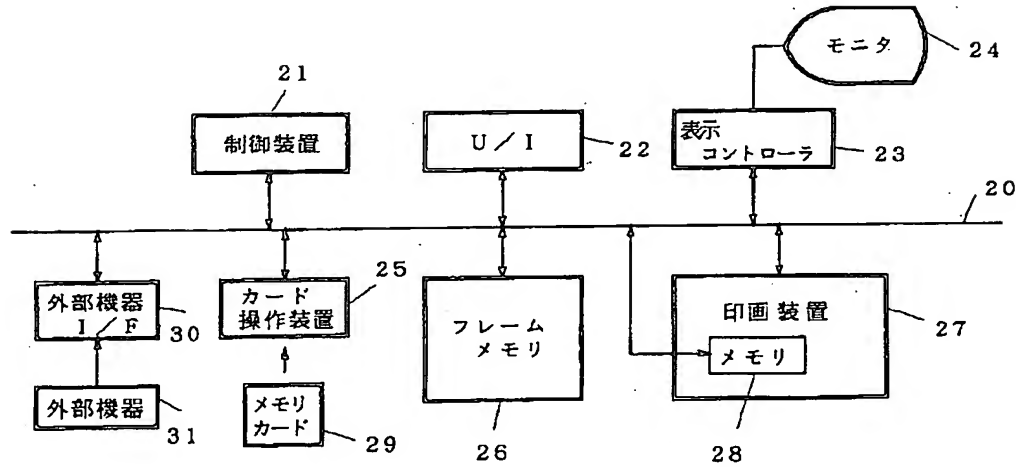 モニタ
24
21
制御装置
U／I
22
表示
コントローラ
23
20
外部機器
I／F
30
カード
操作装置
25
フレーム
メモリ
26
印画装置
27
メモリ
28
外部機器
31
メモリ
カード
29